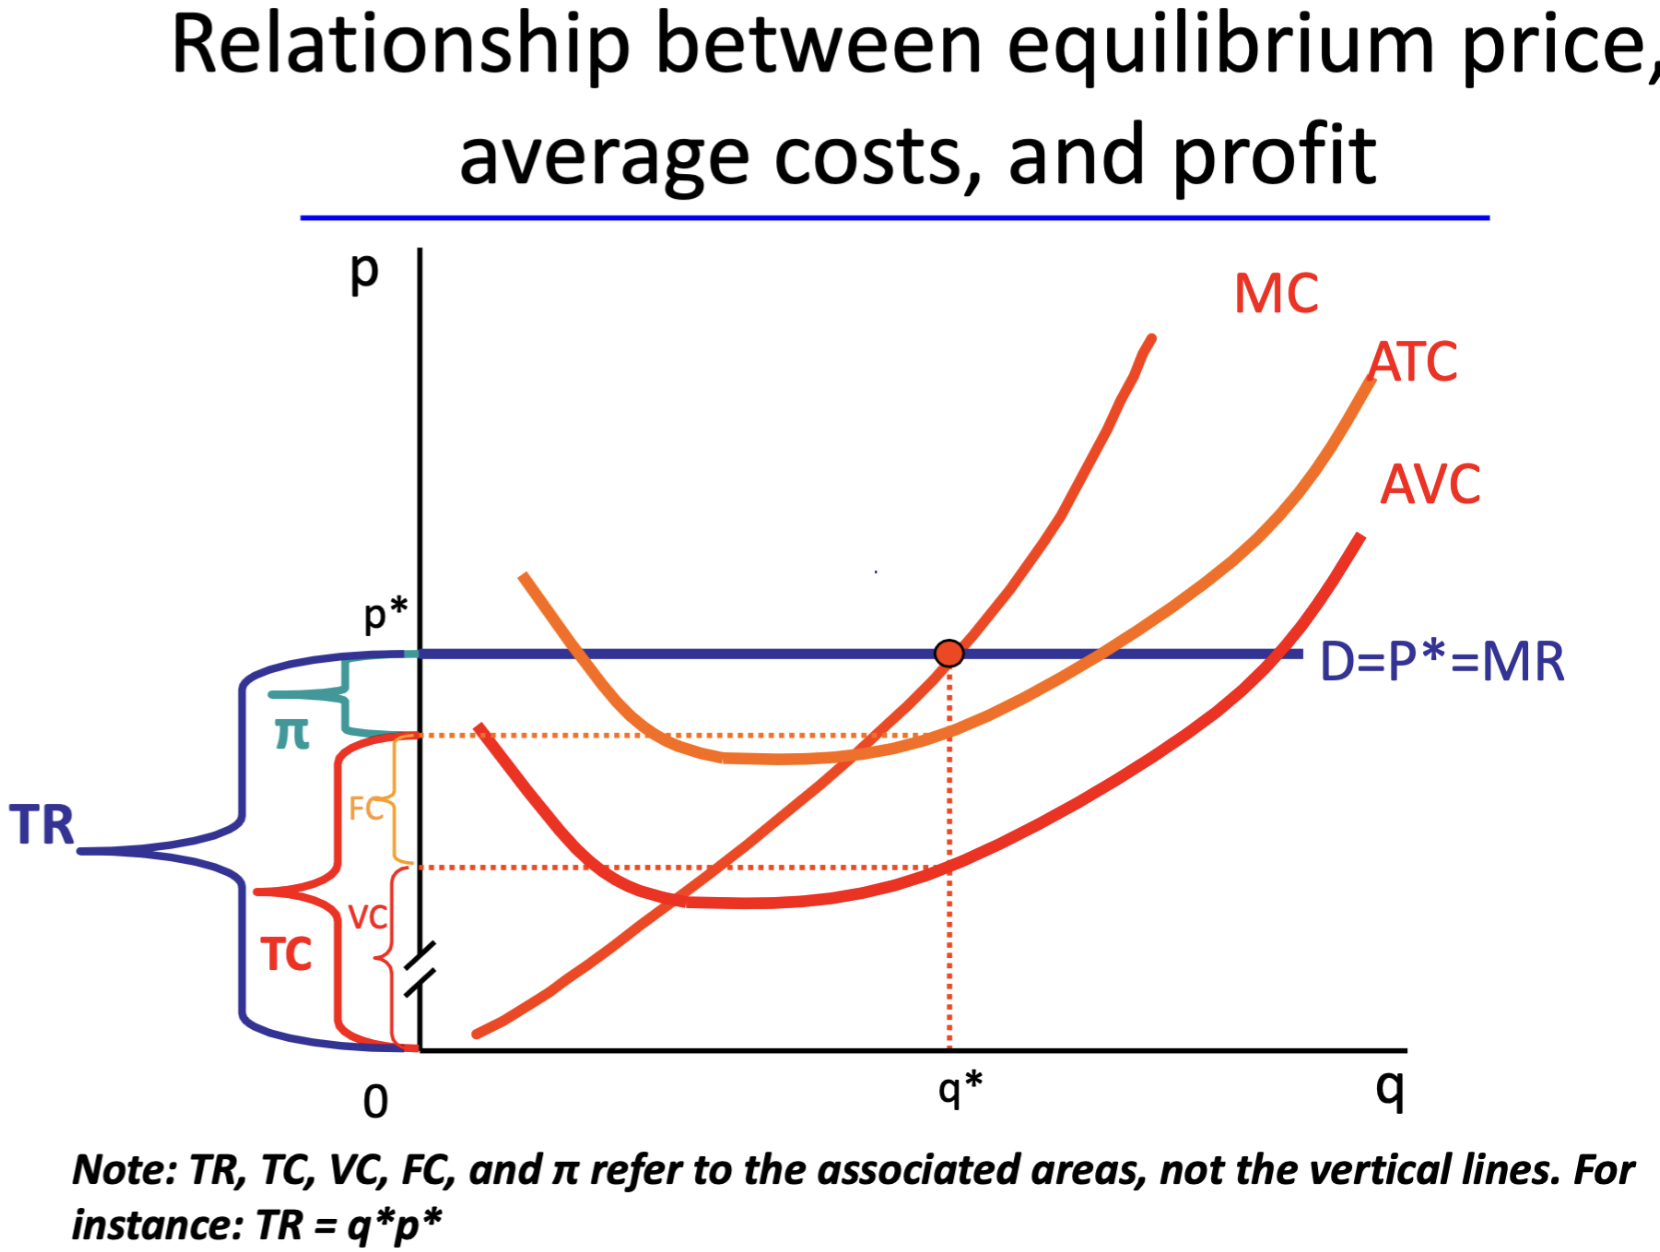 Relationship between equilibrium price,
average costs, and profit
p
MC
ATC
AVC
p*
D=P*=MR
π
FC
TR
VC
TC
0
q*
q
Note: TR, TC, VC, FC, and π refer to the associated areas, not the vertical lines. For
instance: TR = q*p*